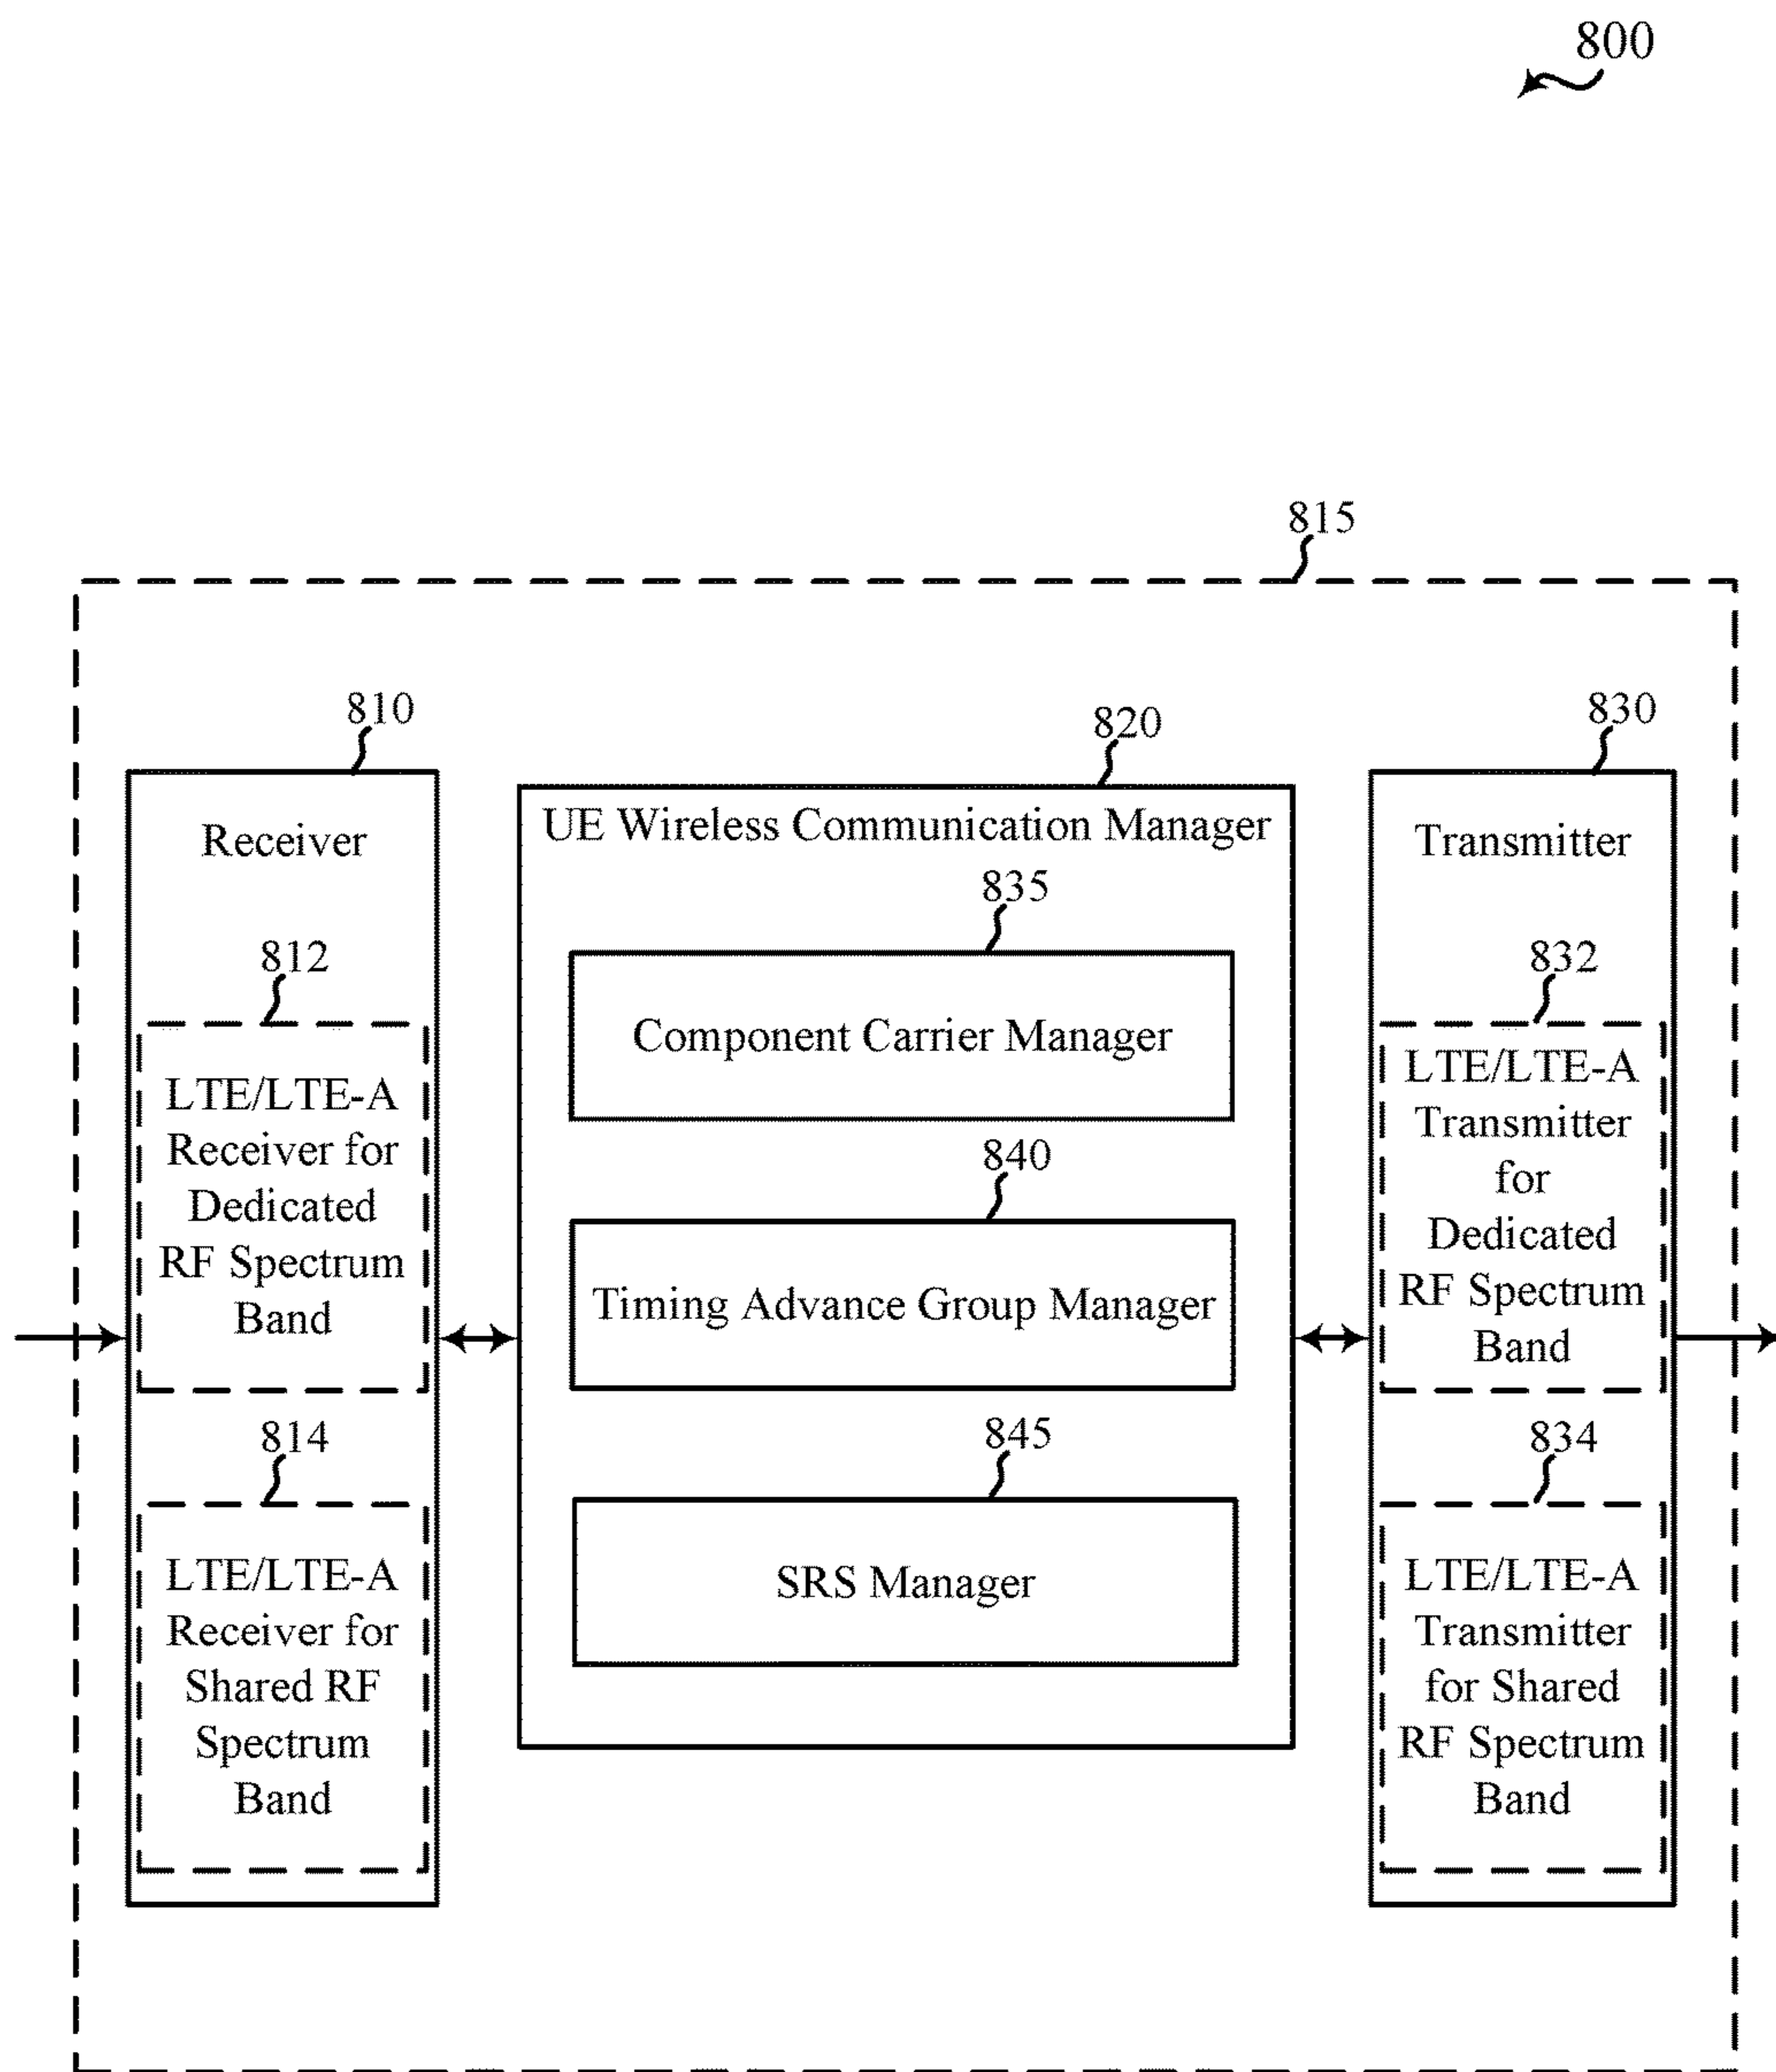 800
815
810
820
830
Receiver
UE Wireless Communication Manager
Transmitter
835
Component Carrier Manager
812
LTE/LTE-A
Receiver for
Dedicated
RF Spectrum
Band
832
LTE/LTE-A
Transmitter
for
Dedicated
RF Spectrum
Band
840
Timing Advance Group Manager
814
LTE/LTE-A
Receiver for
Shared RF
Spectrum
Band
845
SRS Manager
834
LTE/LTE-A
Transmitter
for Shared
RF Spectrum
Band